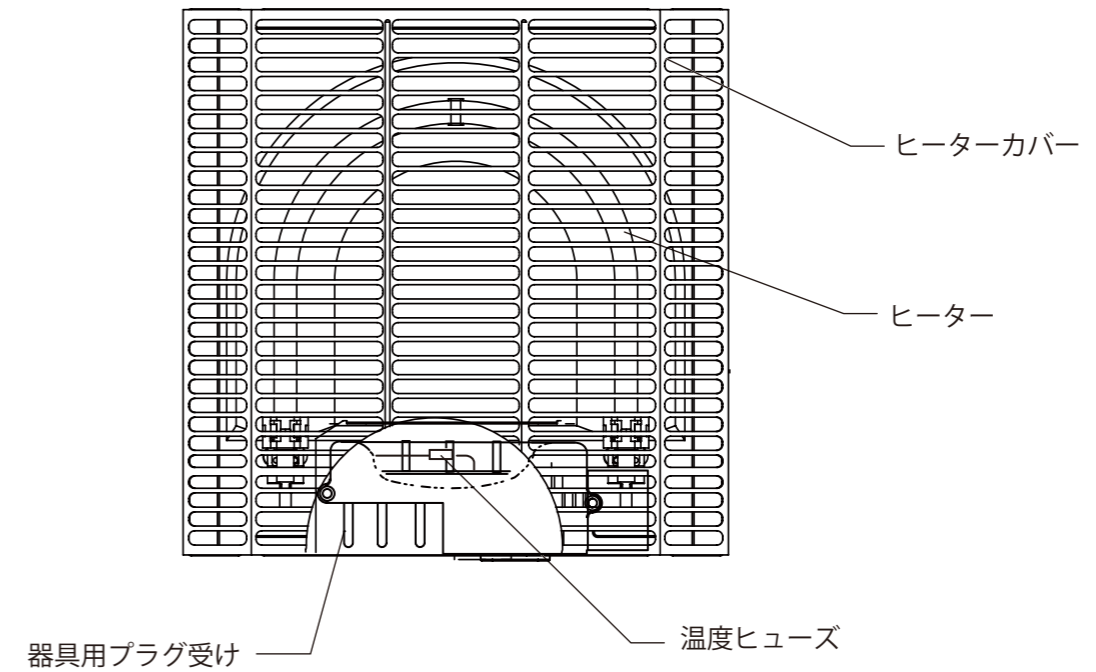 ヒーターカバー
ヒーター
温度ヒューズ
器具用プラグ受け